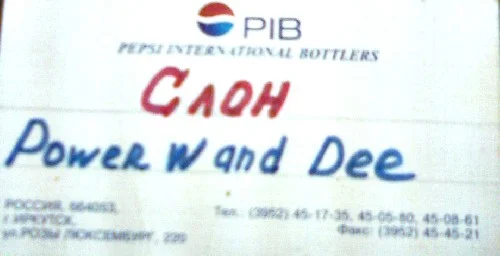 PIB
PEPSI INTERNATIONAL BOTTLERS
СЛОН
Power W and Dee
РОССИЯ, 664053,
г.ИРКУТСК,
ул.РОЗЫ ЛЮКСЕМБУРГ, 220
Тел.: (3952) 45-17-35, 45-05-80, 45-08-61
Факс: (3952) 45-45-21